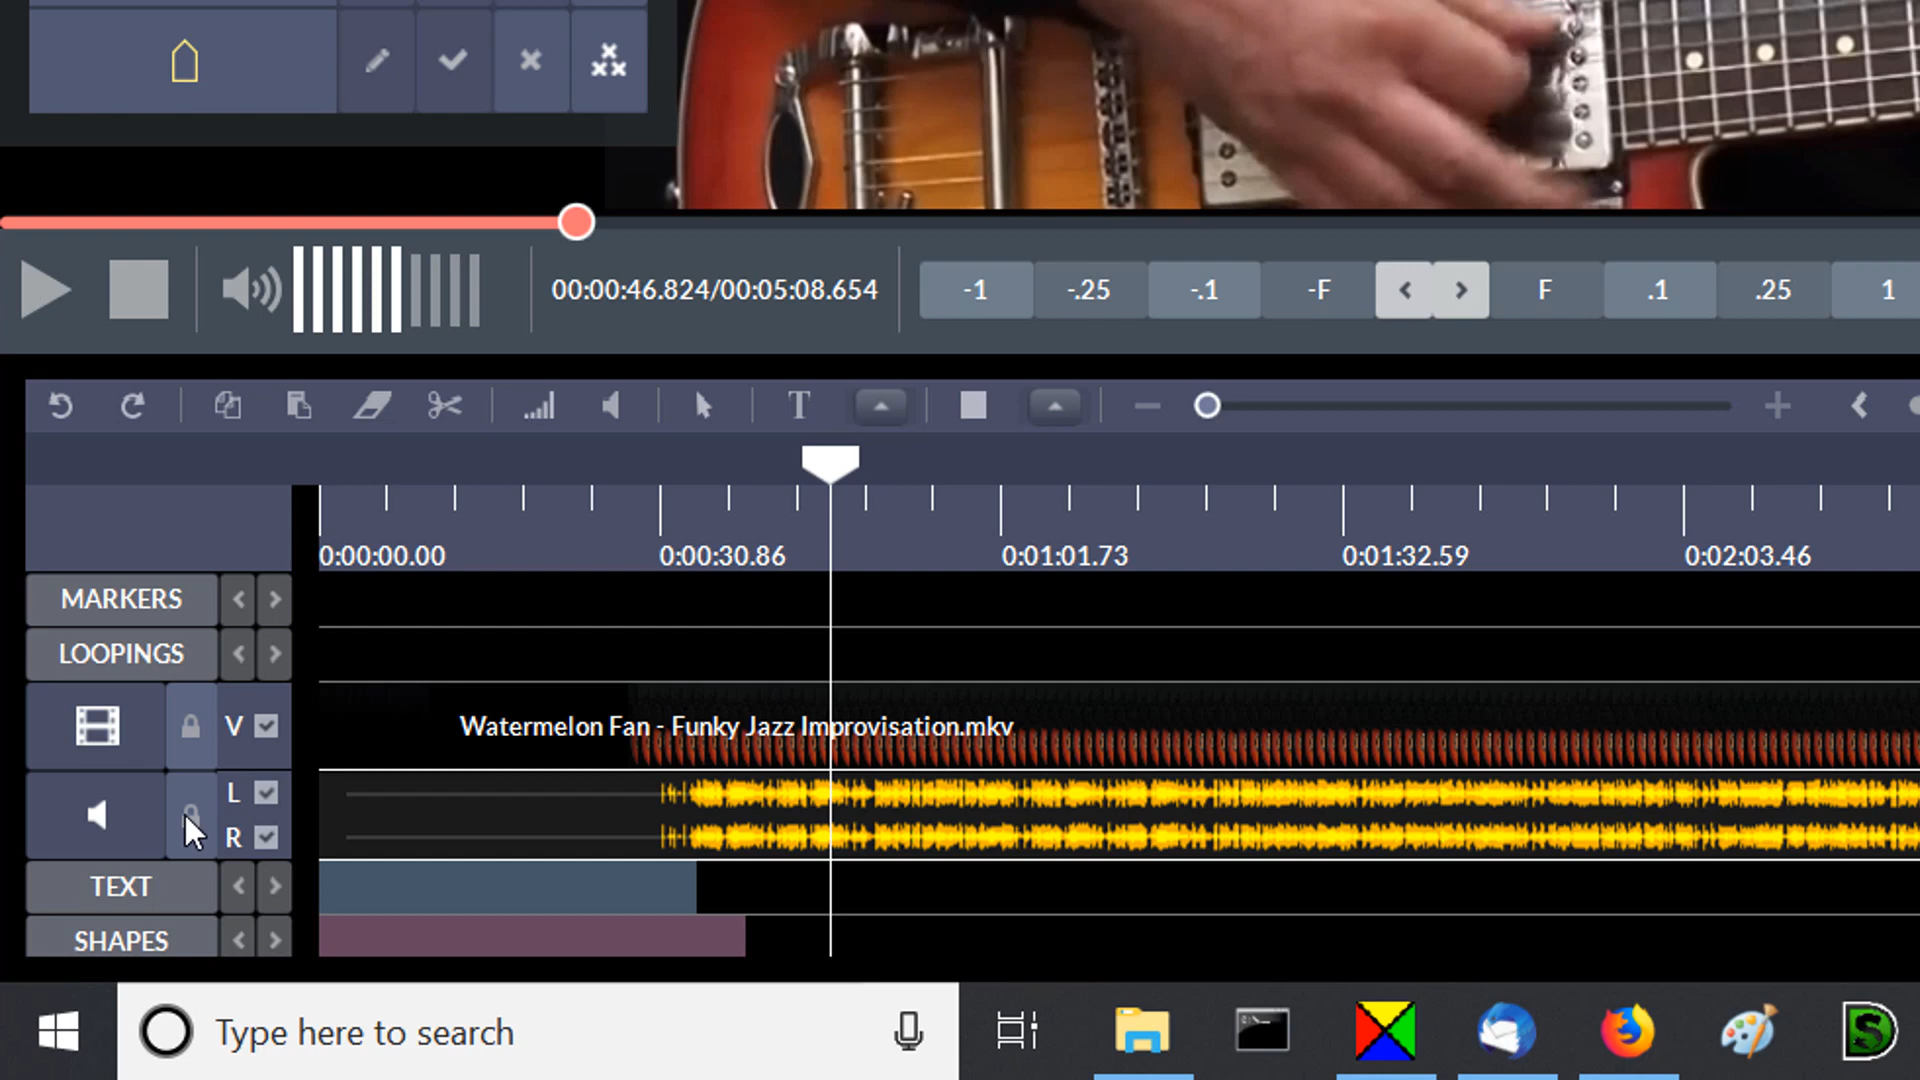 00:00:46.824/00:05:08.654
-1 -.25 -.1 -F F .1 .25 1
T
0:00:00.00 0:00:30.86 0:01:01.73 0:01:32.59 0:02:03.46
MARKERS
LOOPINGS
V
Watermelon Fan - Funky Jazz Improvisation.mkv
L
R
TEXT
SHAPES
Type here to search
S